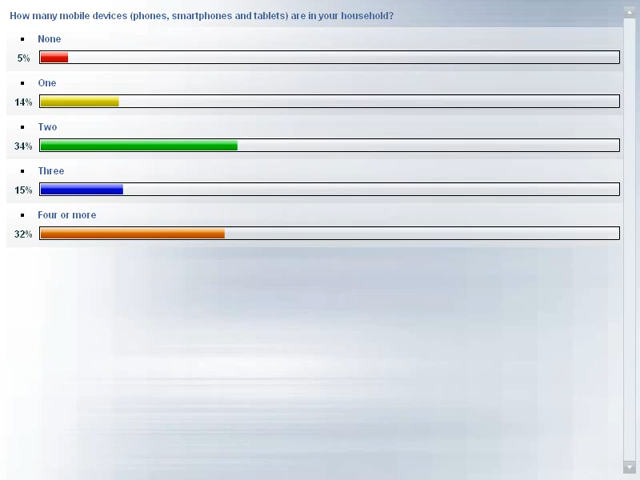 How many mobile devices (phones, smartphones and tablets) are in your household?
None
5%
One
14%
Two
34%
Three
15%
Four or more
32%